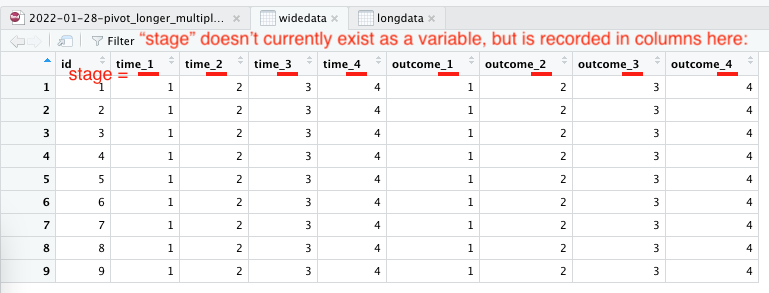 2022-01-28-pivot_longer_multipl... × widedata × longdata ×
Filter “stage” doesn’t currently exist as a variable, but is recorded in columns here:
id time_1 time_2 time_3 time_4 outcome_1 outcome_2 outcome_3 outcome_4
stage =
1 1 1 2 3 4 1 2 3 4
2 2 1 2 3 4 1 2 3 4
3 3 1 2 3 4 1 2 3 4
4 4 1 2 3 4 1 2 3 4
5 5 1 2 3 4 1 2 3 4
6 6 1 2 3 4 1 2 3 4
7 7 1 2 3 4 1 2 3 4
8 8 1 2 3 4 1 2 3 4
9 9 1 2 3 4 1 2 3 4